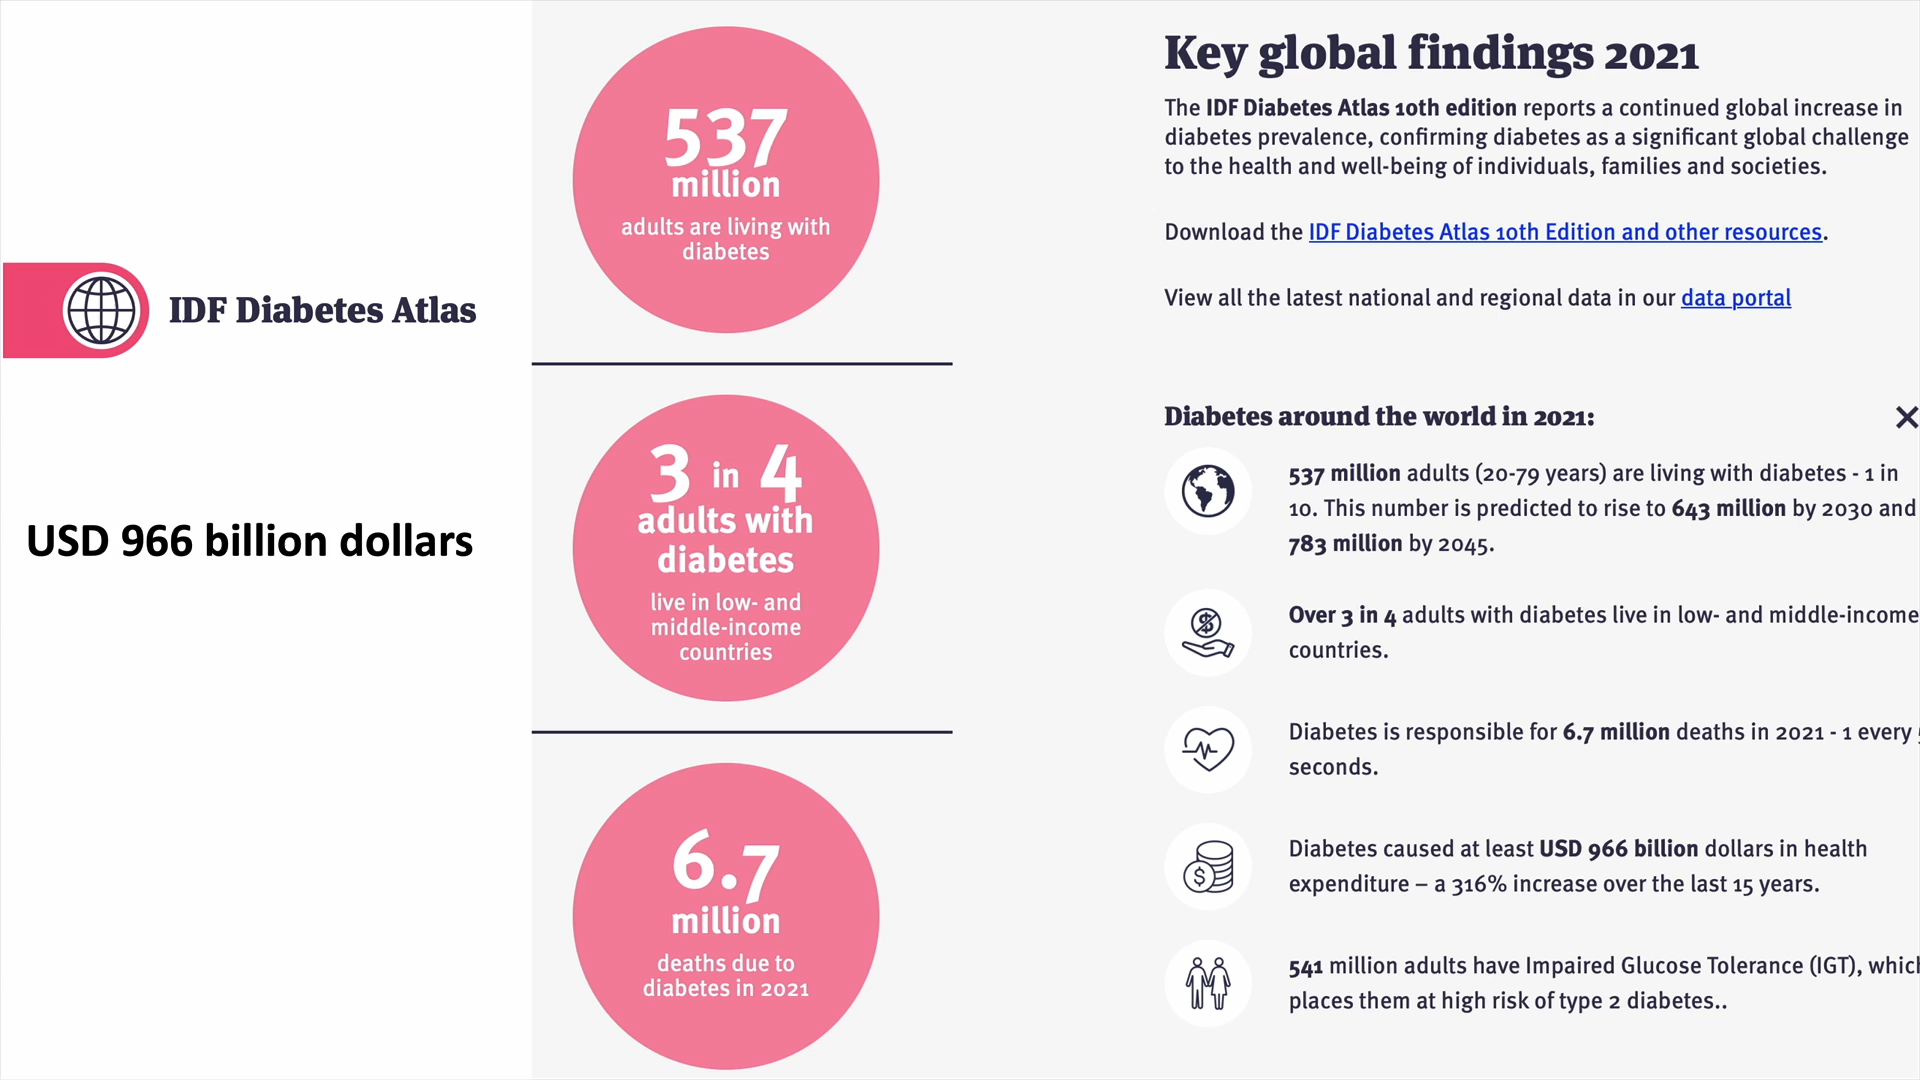 IDF Diabetes Atlas
USD 966 billion dollars
537
million
adults are living with
diabetes
3 in 4
adults with
diabetes
live in low- and
middle-income
countries
6.7
million
deaths due to
diabetes in 2021
Key global findings 2021
The IDF Diabetes Atlas 10th edition reports a continued global increase in
diabetes prevalence, confirming diabetes as a significant global challenge
to the health and well-being of individuals, families and societies.
Download the IDF Diabetes Atlas 10th Edition and other resources.
View all the latest national and regional data in our data portal
Diabetes around the world in 2021:
537 million adults (20-79 years) are living with diabetes - 1 in
10. This number is predicted to rise to 643 million by 2030 and
783 million by 2045.
Over 3 in 4 adults with diabetes live in low- and middle-income
countries.
Diabetes is responsible for 6.7 million deaths in 2021 - 1 every
seconds.
Diabetes caused at least USD 966 billion dollars in health
expenditure – a 316% increase over the last 15 years.
541 million adults have Impaired Glucose Tolerance (IGT), which
places them at high risk of type 2 diabetes..